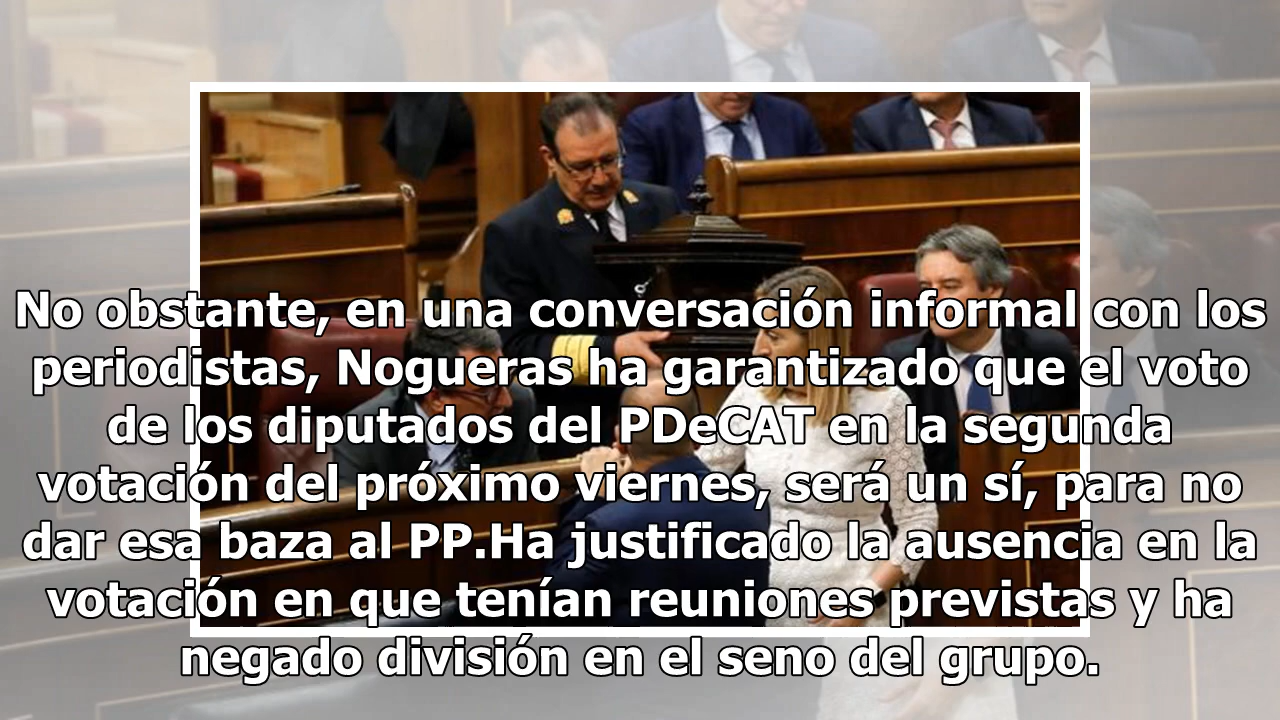 No obstante, en una conversación informal con los
periodistas, Nogueras ha garantizado que el voto
de los diputados del PDeCAT en la segunda
votación del próximo viernes, será un sí, para no
dar esa baza al PP.Ha justificado la ausencia en la
votación en que tenían reuniones previstas y ha
negado división en el seno del grupo.